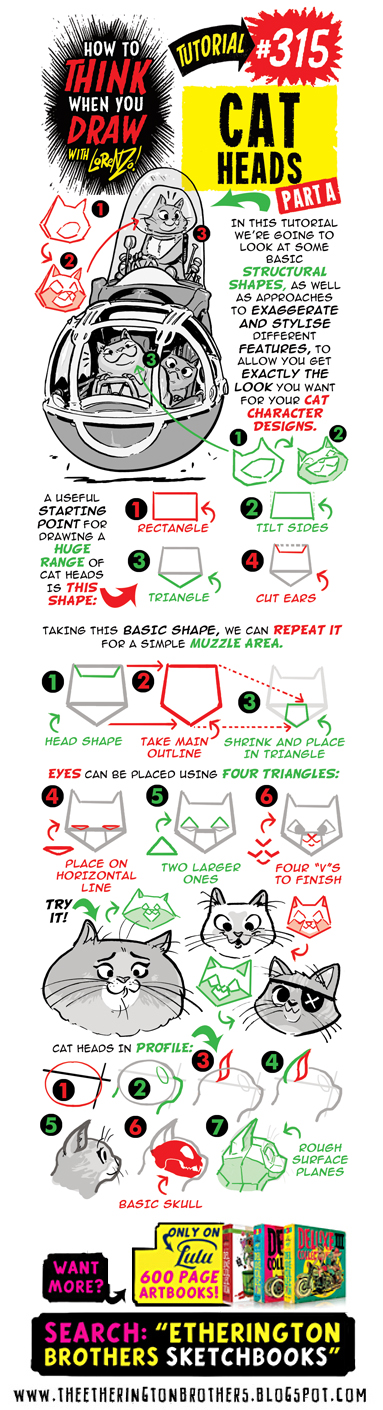 HOW TO
THINK
WHEN YOU
DRAW
WITH LORENZO!
TUTORIAL
#315
CAT
HEADS
PART A
IN THIS TUTORIAL
WE'RE GOING TO
LOOK AT SOME
BASIC
STRUCTURAL
SHAPES, AS WELL
AS APPROACHES
TO EXAGGERATE
AND STYLISE
DIFFERENT
FEATURES, TO
ALLOW YOU GET
EXACTLY THE
LOOK YOU WANT
FOR YOUR CAT
CHARACTER
DESIGNS.
1
2
3
3
1
2
A USEFUL
STARTING
POINT FOR
DRAWING A
HUGE
RANGE OF
CAT HEADS
IS THIS
SHAPE:
1
RECTANGLE
2
TILT SIDES
3
TRIANGLE
4
CUT EARS
TAKING THIS BASIC SHAPE, WE CAN REPEAT IT
FOR A SIMPLE MUZZLE AREA.
1
HEAD SHAPE
2
TAKE MAIN
OUTLINE
3
SHRINK AND PLACE
IN TRIANGLE
EYES CAN BE PLACED USING FOUR TRIANGLES:
4
PLACE ON
HORIZONTAL
LINE
5
TWO LARGER
ONES
6
FOUR "V"S
TO FINISH
TRY
IT!
CAT HEADS IN PROFILE:
1
2
3
4
5
6
BASIC SKULL
7
ROUGH
SURFACE
PLANES
WANT
MORE?
ONLY ON
Lulu
600 PAGE
ARTBOOKS!
SEARCH: "ETHERINGTON
BROTHERS SKETCHBOOKS"
WWW.THEETHERINGTONBROTHERS.BLOGSPOT.COM